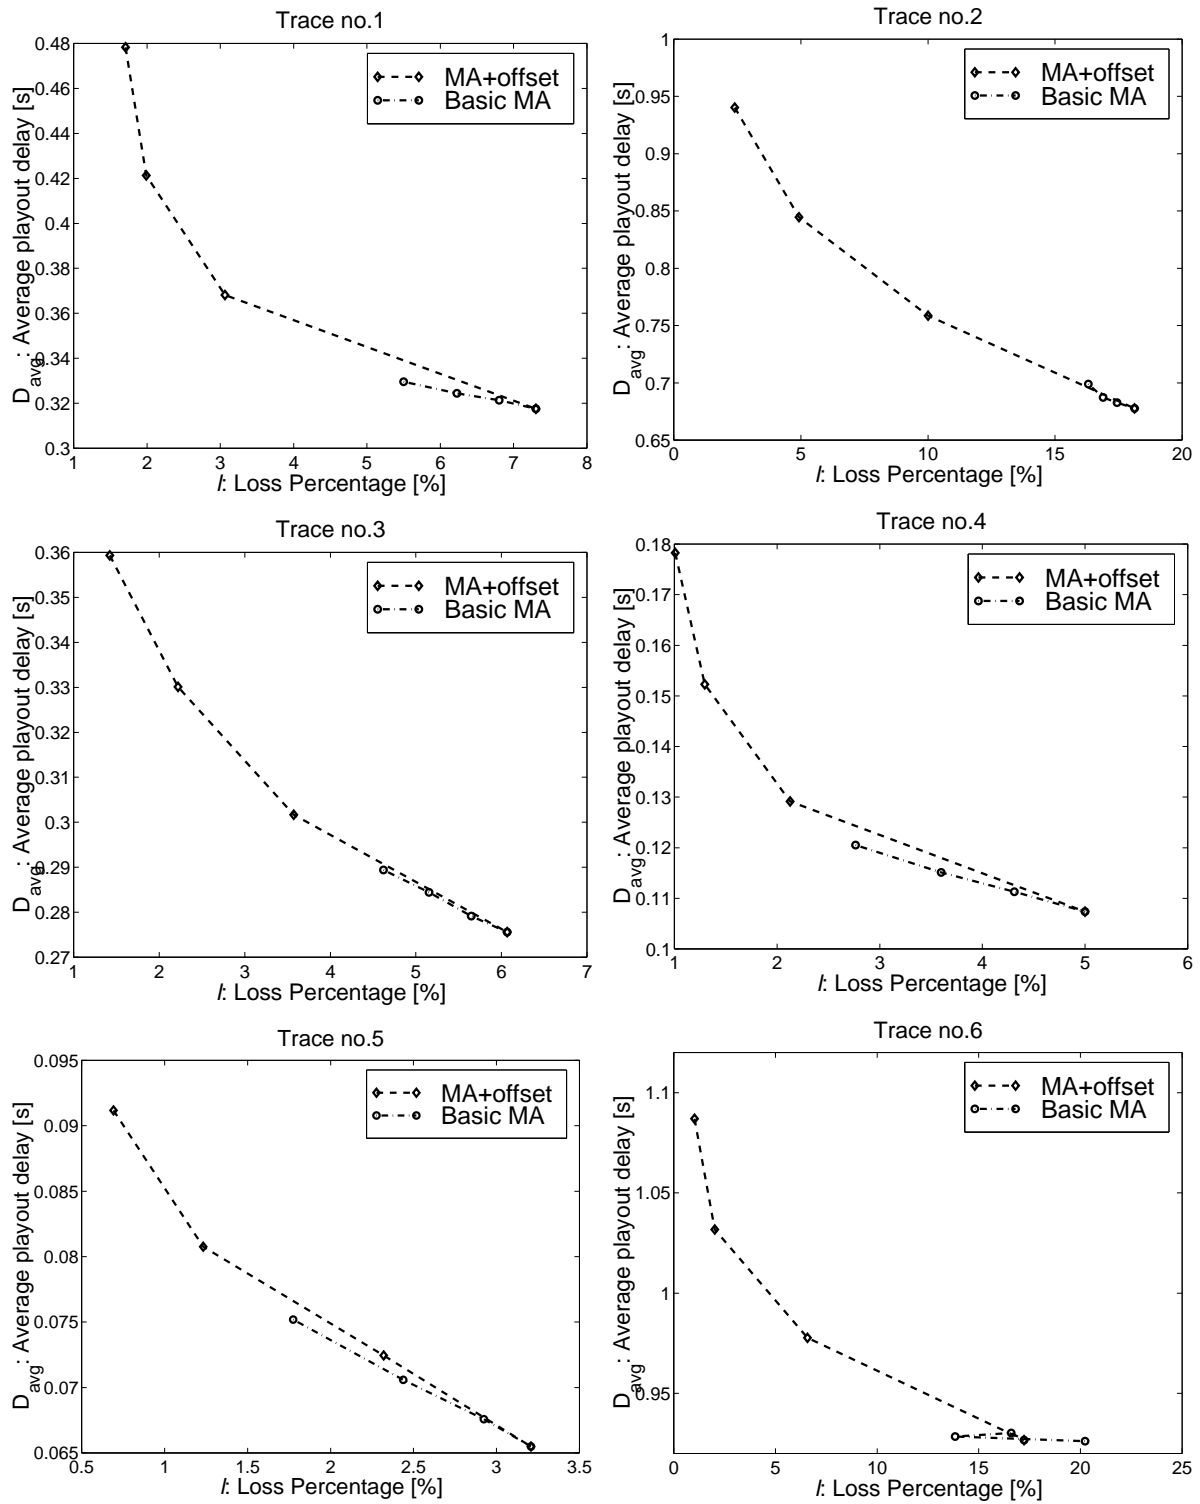 Trace no.1
0.48
0.46
0.44
0.42
0.4
0.38
0.36
0.34
0.32
0.3
D avg : Average playout delay [s]
MA+offset
Basic MA
1 2 3 4 5 6 7 8
l: Loss Percentage [%]
Trace no.2
1
0.95
0.9
0.85
0.8
0.75
0.7
0.65
D avg : Average playout delay [s]
MA+offset
Basic MA
0 5 10 15 20
l: Loss Percentage [%]
Trace no.3
0.36
0.35
0.34
0.33
0.32
0.31
0.3
0.29
0.28
0.27
D avg : Average playout delay [s]
MA+offset
Basic MA
1 2 3 4 5 6 7
l: Loss Percentage [%]
Trace no.4
0.18
0.17
0.16
0.15
0.14
0.13
0.12
0.11
0.1
D avg : Average playout delay [s]
MA+offset
Basic MA
1 2 3 4 5 6
l: Loss Percentage [%]
Trace no.5
0.095
0.09
0.085
0.08
0.075
0.07
0.065
D avg : Average playout delay [s]
MA+offset
Basic MA
0.5 1 1.5 2 2.5 3 3.5
l: Loss Percentage [%]
Trace no.6
1.1
1.05
1
0.95
D avg : Average playout delay [s]
MA+offset
Basic MA
0 5 10 15 20 25
l: Loss Percentage [%]